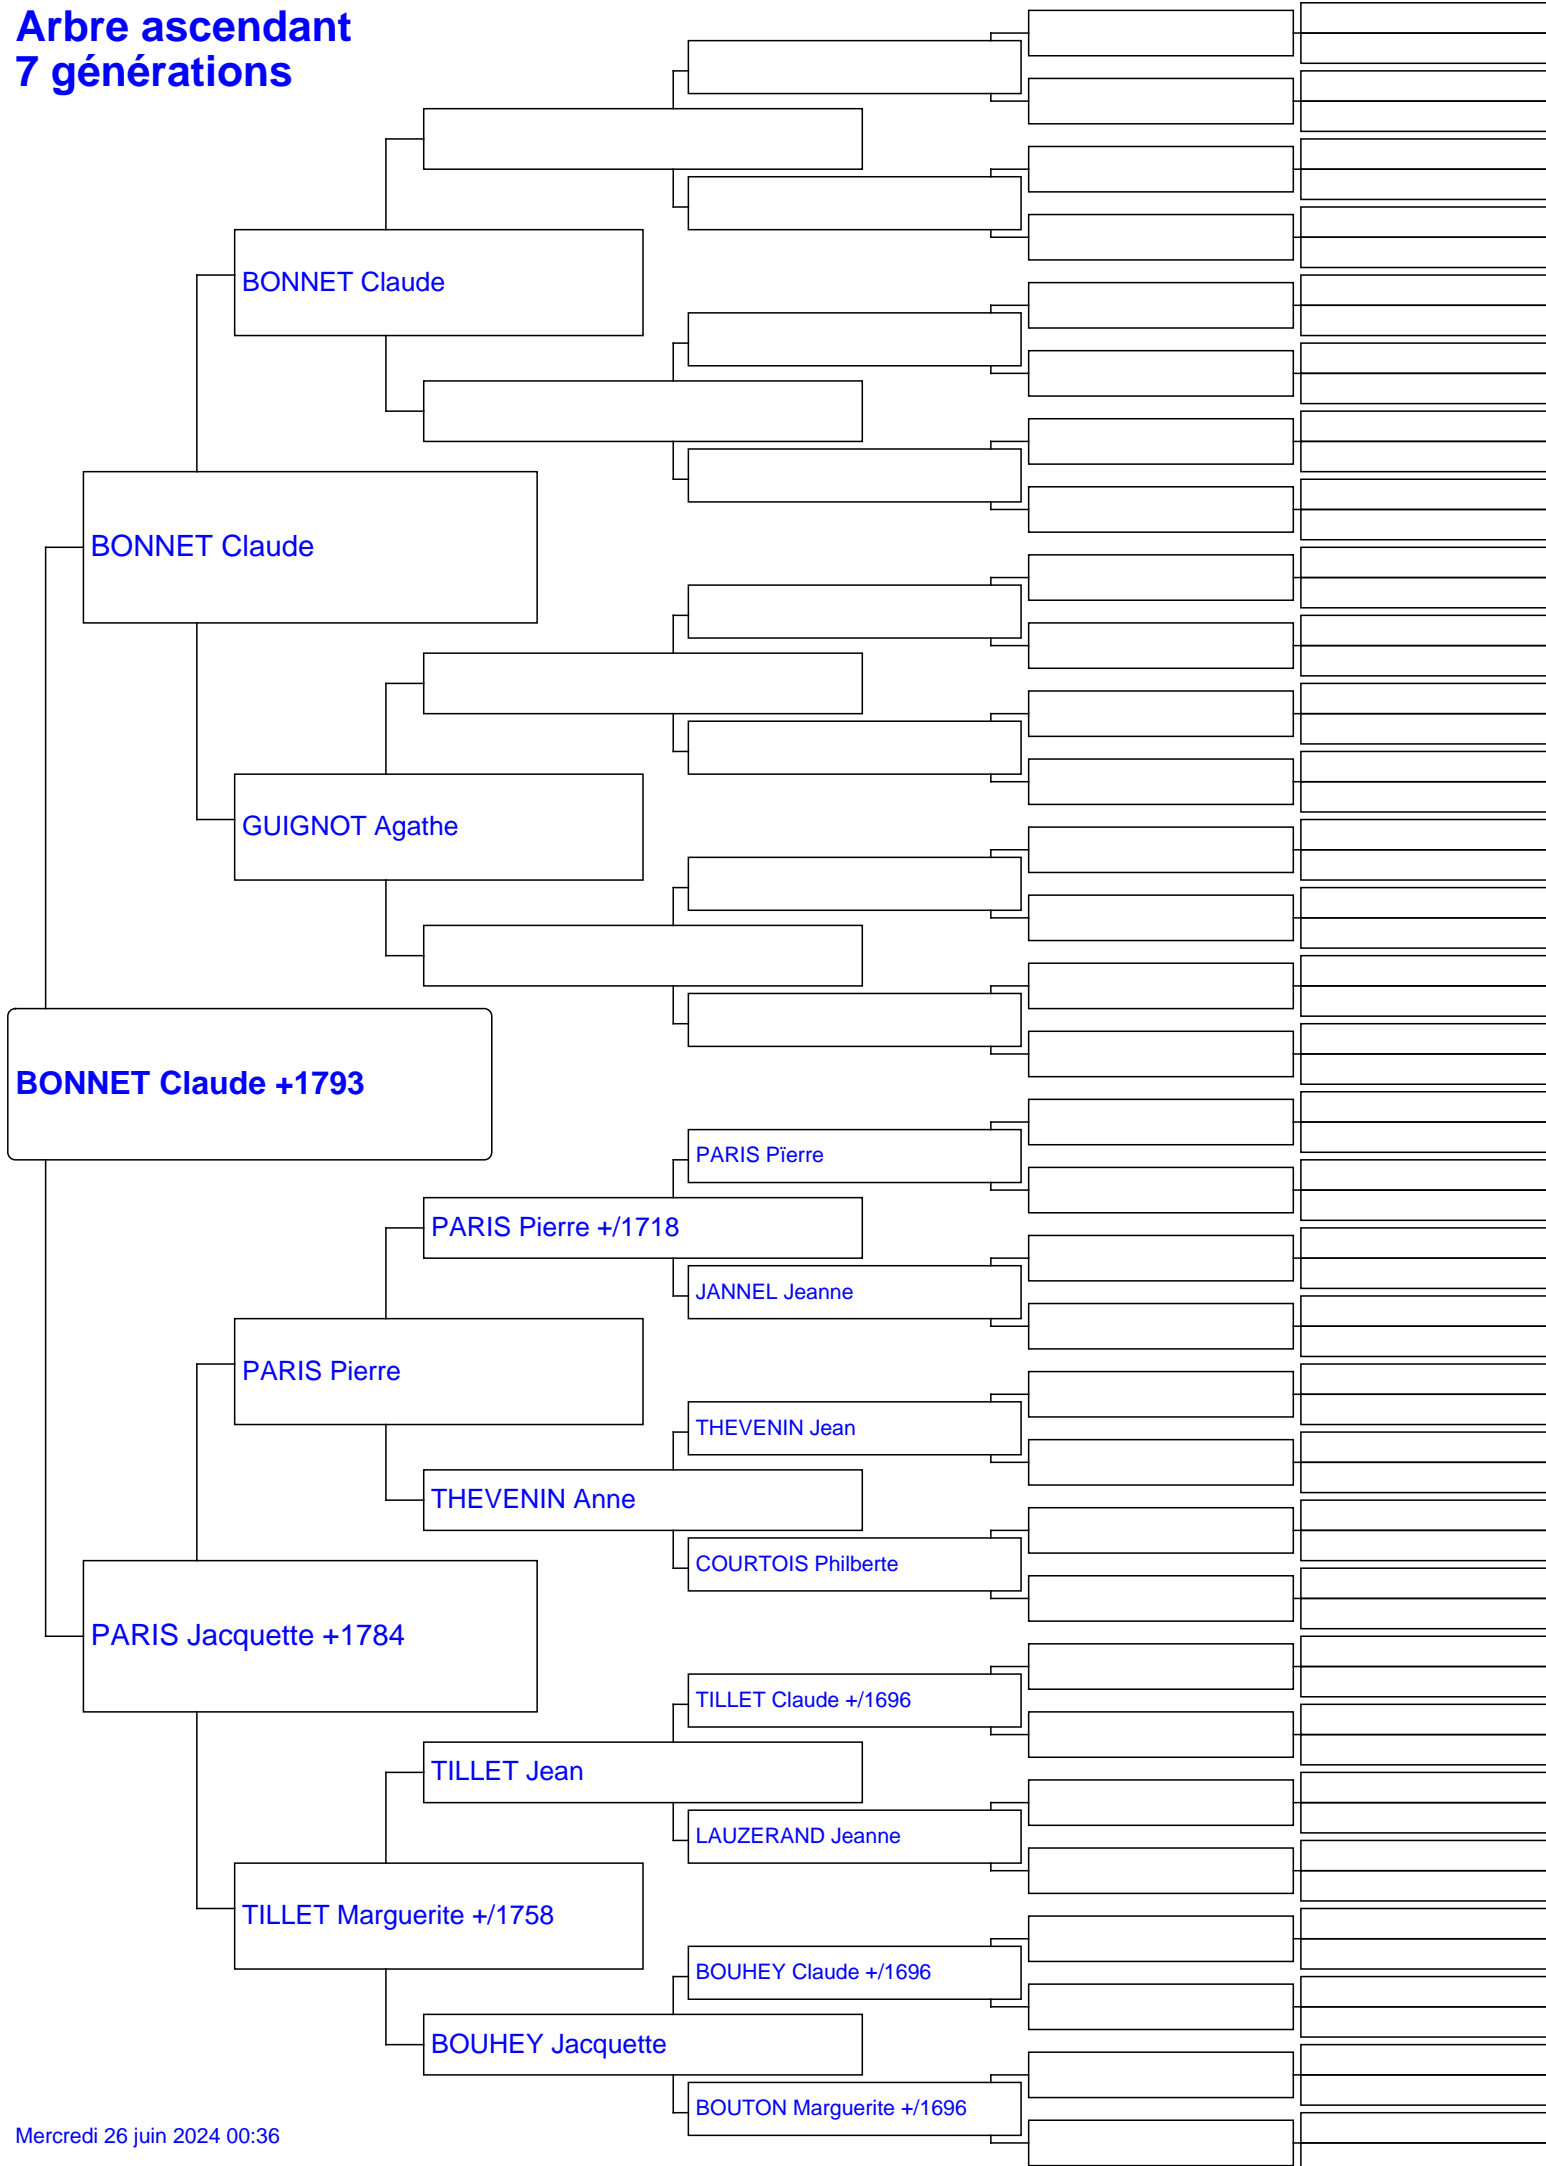 Arbre ascendant
7 générations
BONNET Claude
BONNET Claude
GUIGNOT Agathe
BONNET Claude +1793
PARIS Pïerre
PARIS Pierre +/1718
JANNEL Jeanne
PARIS Pierre
THEVENIN Jean
THEVENIN Anne
COURTOIS Philberte
PARIS Jacquette +1784
TILLET Claude +/1696
TILLET Jean
LAUZERAND Jeanne
TILLET Marguerite +/1758
BOUHEY Claude +/1696
BOUHEY Jacquette
BOUTON Marguerite +/1696
Mercredi 26 juin 2024 00:36